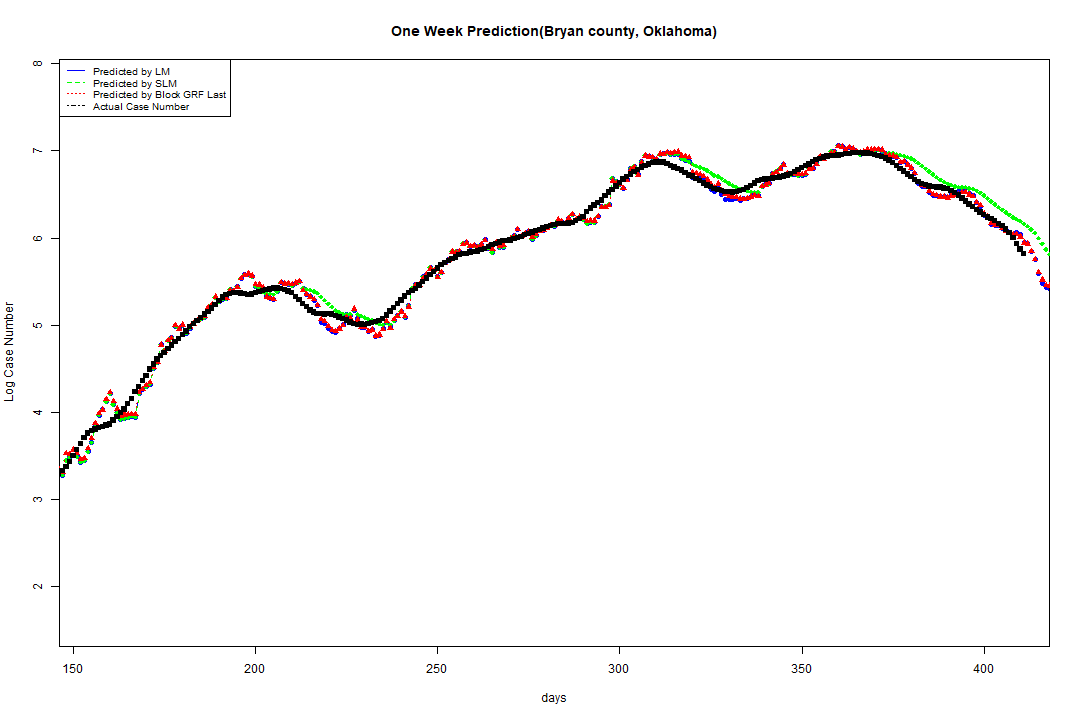 One Week Prediction(Bryan county, Oklahoma)
Predicted by LM
Predicted by SLM
Predicted by Block GRF Last
Actual Case Number
8
7
6
5
4
3
2
Log Case Number
150 200 250 300 350 400
days